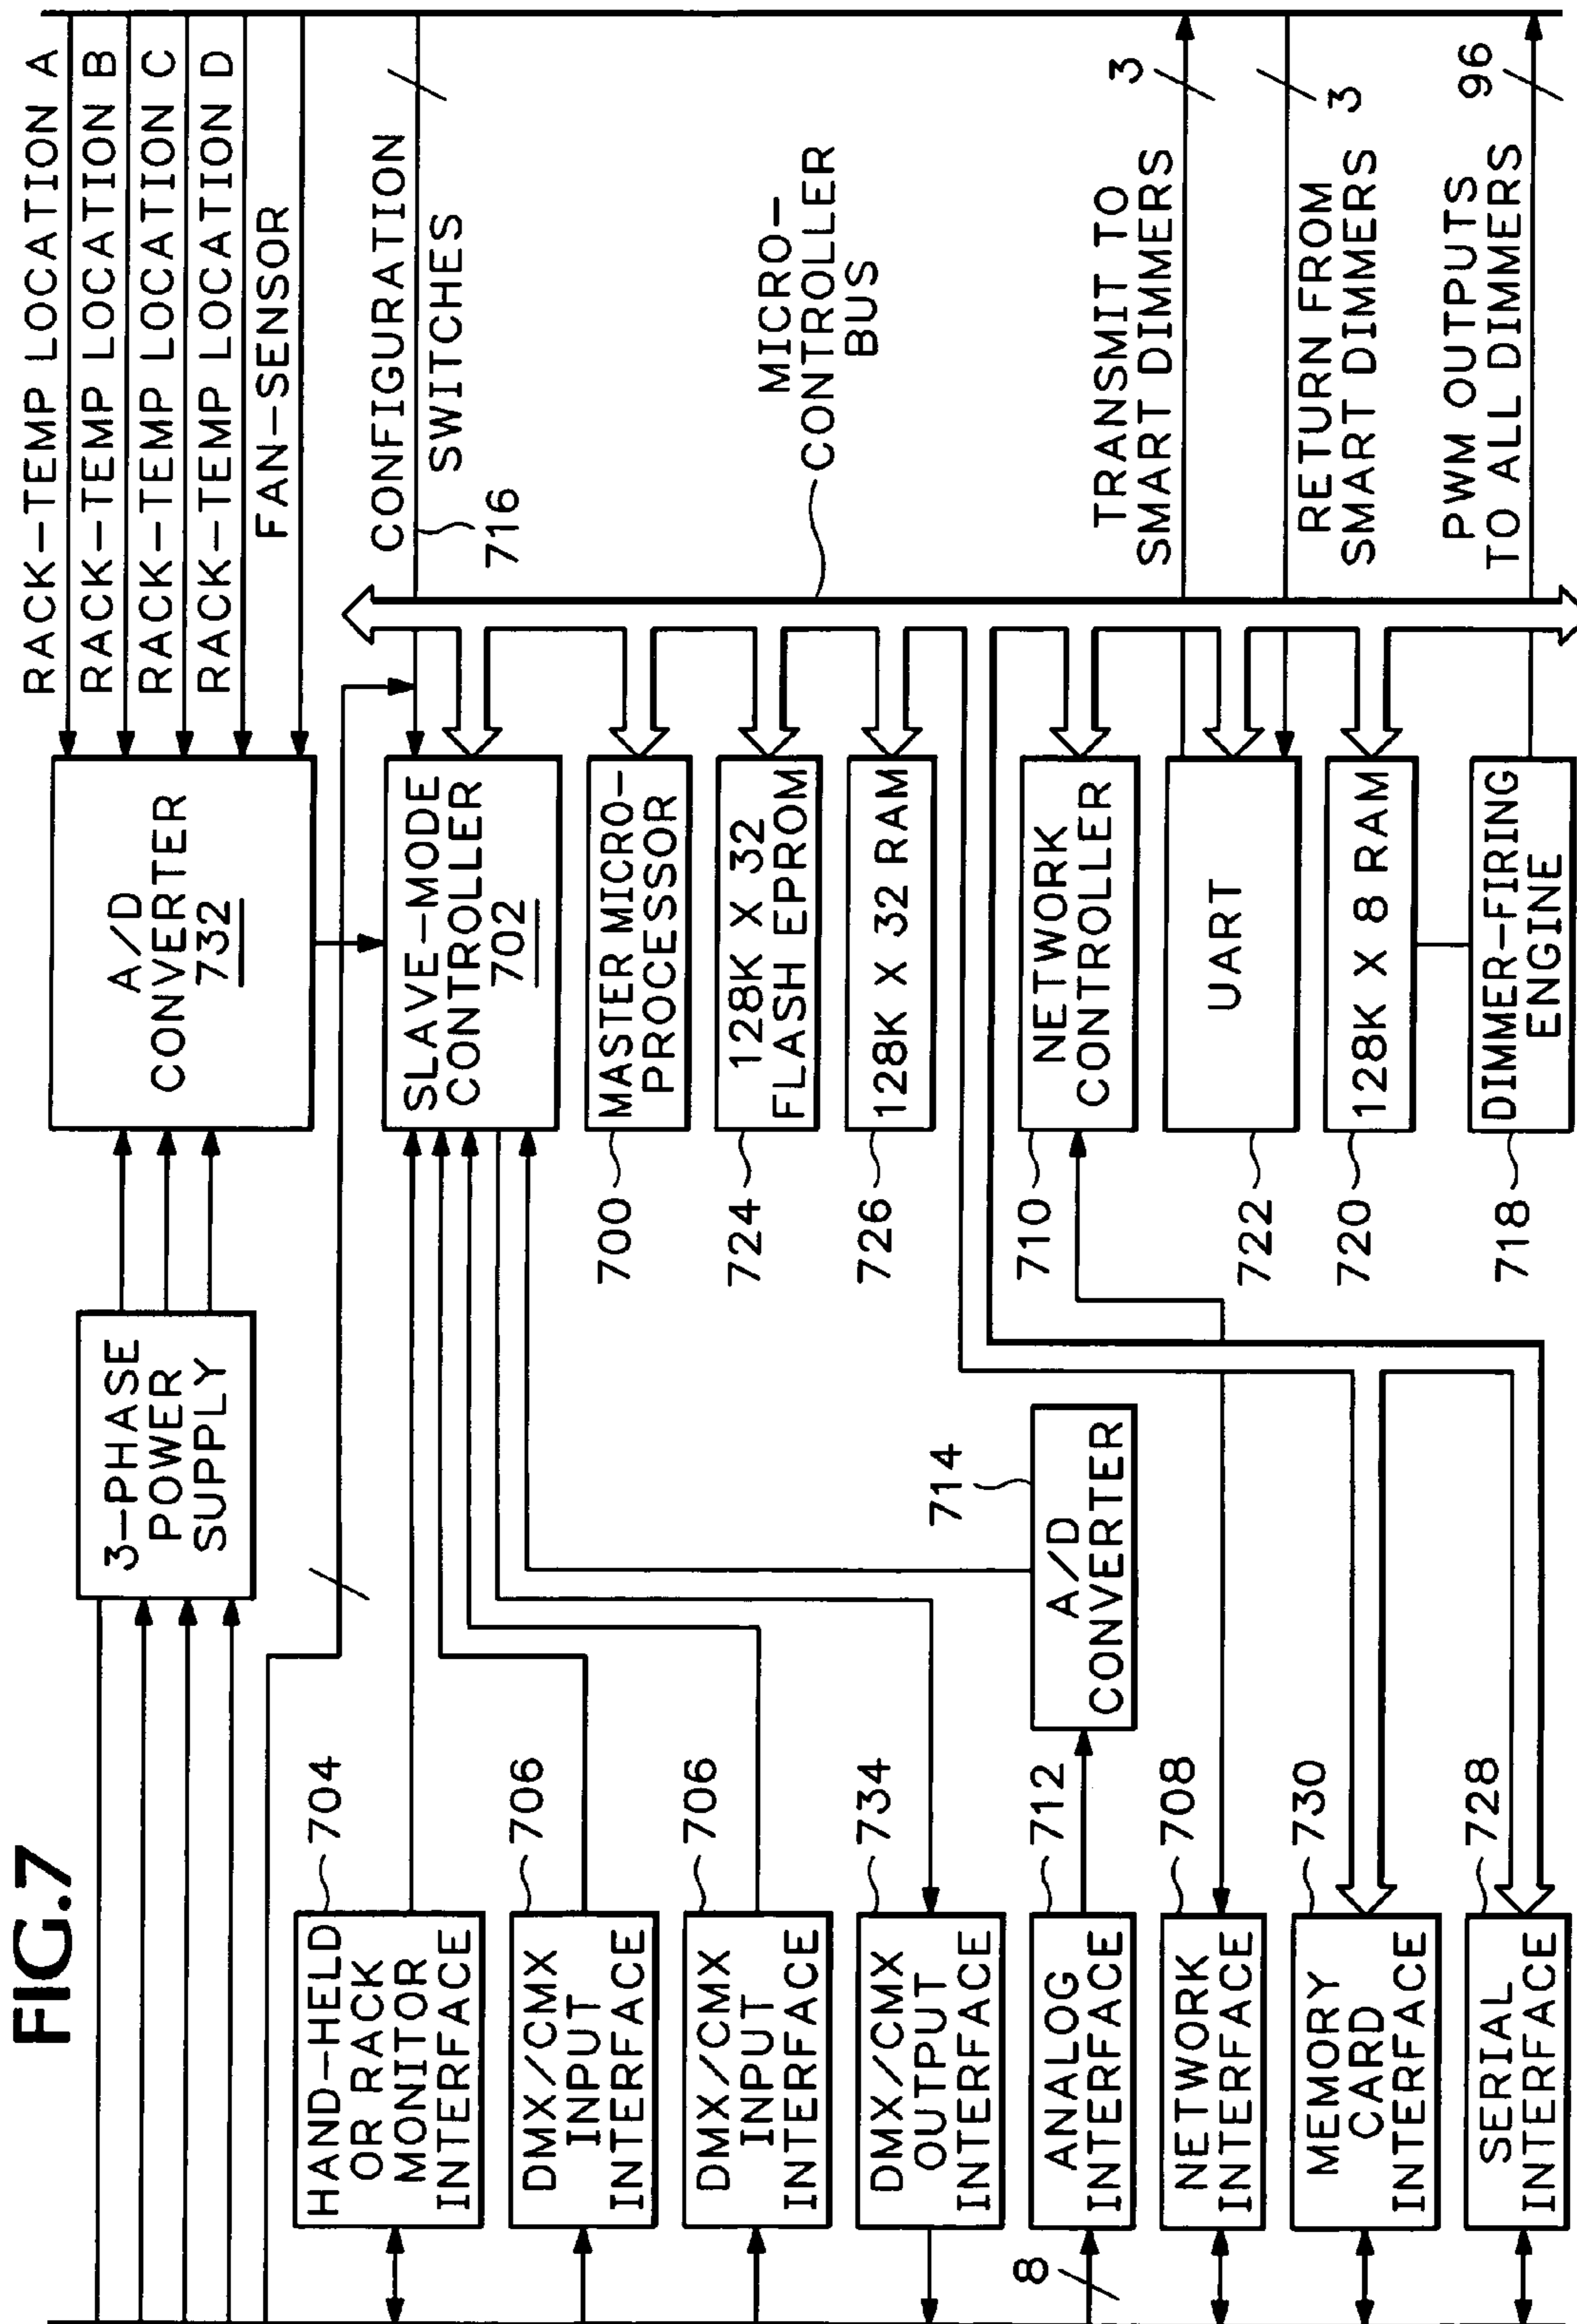 FIG.7
3-PHASE
POWER
SUPPLY
A/D
CONVERTER
732
RACK-TEMP LOCATION A
RACK-TEMP LOCATION B
RACK-TEMP LOCATION C
RACK-TEMP LOCATION D
FAN-SENSOR
HAND-HELD
OR RACK
MONITOR
INTERFACE
704
SLAVE-MODE
CONTROLLER
702
CONFIGURATION
SWITCHES
716
DMX/CMX
INPUT
INTERFACE
706
MASTER MICRO-
PROCESSOR
700
DMX/CMX
INPUT
INTERFACE
706
128K X 32
FLASH EPROM
724
MICRO-
CONTROLLER
BUS
DMX/CMX
OUTPUT
INTERFACE
734
128K X 32 RAM
726
8
ANALOG
INTERFACE
712
A/D
CONVERTER
714
NETWORK
CONTROLLER
710
NETWORK
INTERFACE
708
UART
722
TRANSMIT TO
SMART DIMMERS
3
RETURN FROM
SMART DIMMERS
3
MEMORY
CARD
INTERFACE
730
128K X 8 RAM
720
SERIAL
INTERFACE
728
DIMMER-FIRING
ENGINE
718
PWM OUTPUTS
TO ALL DIMMERS
96